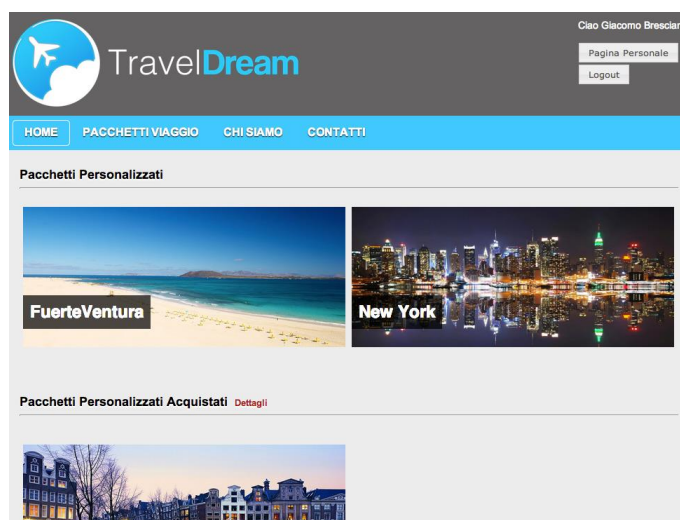 Ciao Giacomo Brescian
TravelDream
Pagina Personale
Logout
HOME PACCHETTI VIAGGIO CHI SIAMO CONTATTI
Pacchetti Personalizzati
FuerteVentura New York
Pacchetti Personalizzati Acquistati Dettagli